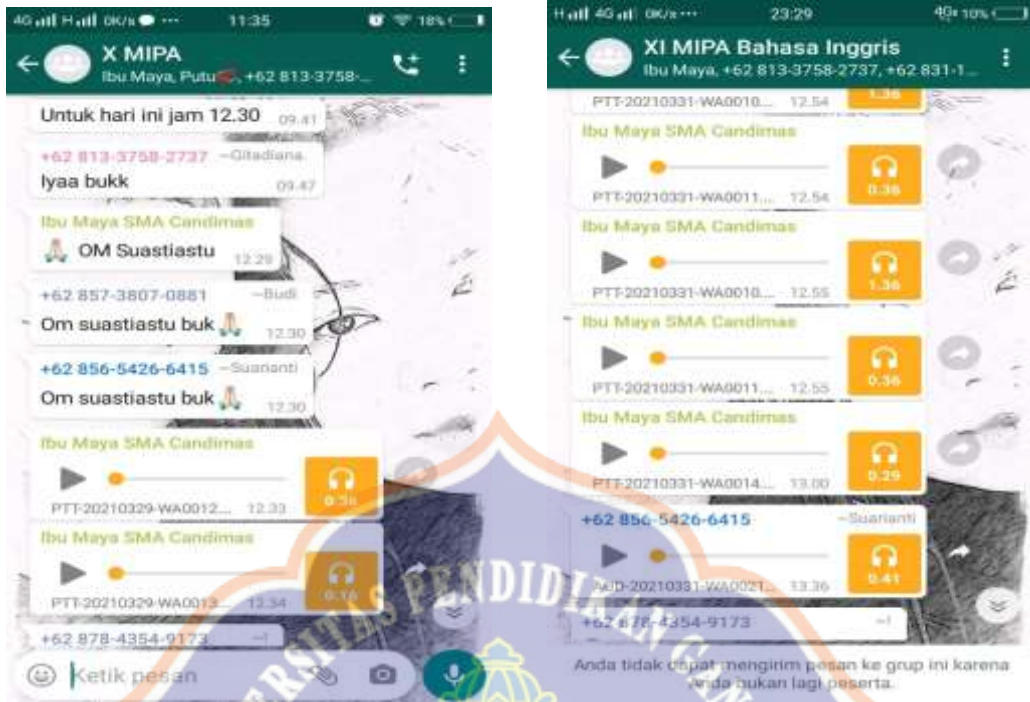 4G H 0K/s 11:35 18%
X MIPA
Ibu Maya, Putu , +62 813-3758-...
Untuk hari ini jam 12.30 09.41
+62 813-3758-2737 ~Gitadiana
Iyaa bukk 09.47
Ibu Maya SMA Candimas
🙏🏻 OM Suastiastu 12.29
+62 857-3807-0881 ~Budi
Om suastiastu buk🙏🏻 12.30
+62 856-5426-6415 ~Suarianti
Om suastiastu buk🙏🏻 12.30
Ibu Maya SMA Candimas
PTT-20210329-WA0012... 12.33
Ibu Maya SMA Candimas
PTT-20210329-WA0013... 12.34
+62 878-4354-9173 ~I
Ketik pesan
H 4G 0K/s 23:29 4G 10%
XI MIPA Bahasa Inggris
Ibu Maya, +62 813-3758-2737, +62 831-1...
PTT-20210331-WA0010... 12.54 1.36
Ibu Maya SMA Candimas
0.36
PTT-20210331-WA0011... 12.54
Ibu Maya SMA Candimas
1.36
PTT-20210331-WA0010... 12.55
Ibu Maya SMA Candimas
0.36
PTT-20210331-WA0011... 12.55
Ibu Maya SMA Candimas
0.29
PTT-20210331-WA0014... 13.00
+62 856-5426-6415 ~Suarianti
0.41
AUD-20210331-WA0021... 13.36
+62 878-4354-9173 ~I
Anda tidak dapat mengirim pesan ke grup ini karena
Anda bukan lagi peserta.
PENDIDIKAN